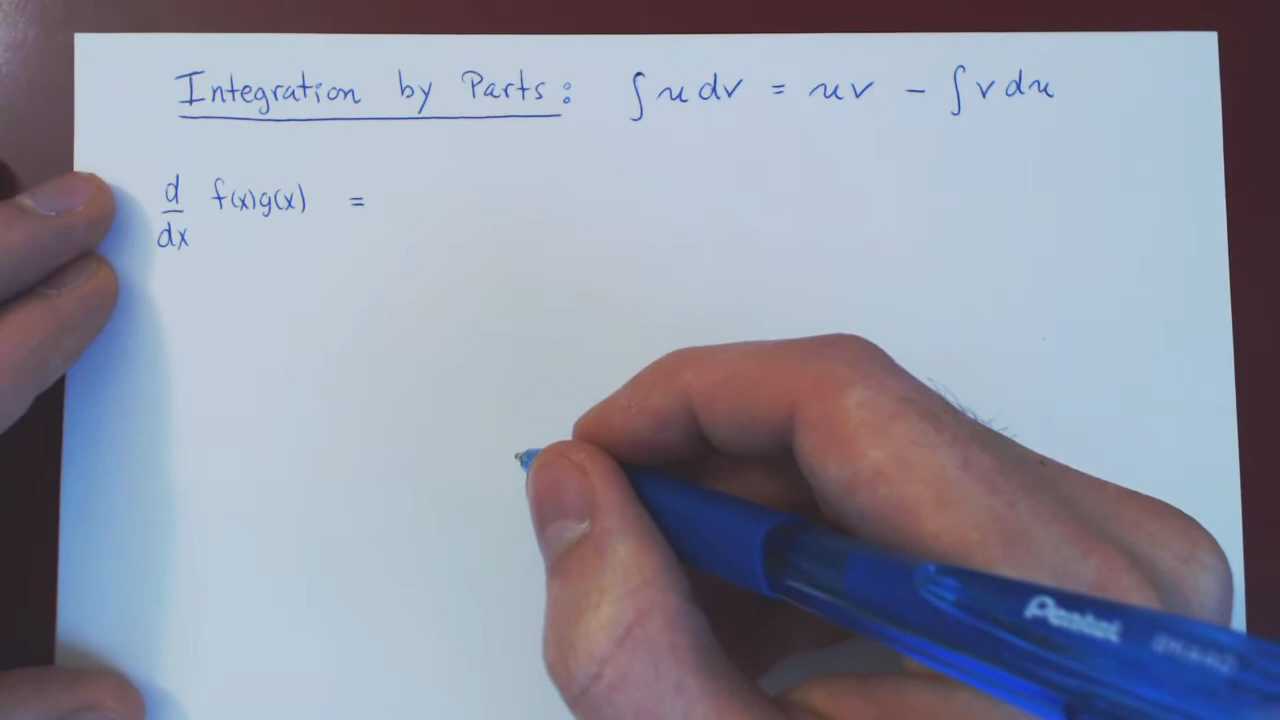 Integration by Parts: ∫ u dv = uv - ∫ v du
d/dx f(x)g(x) =
Pentel